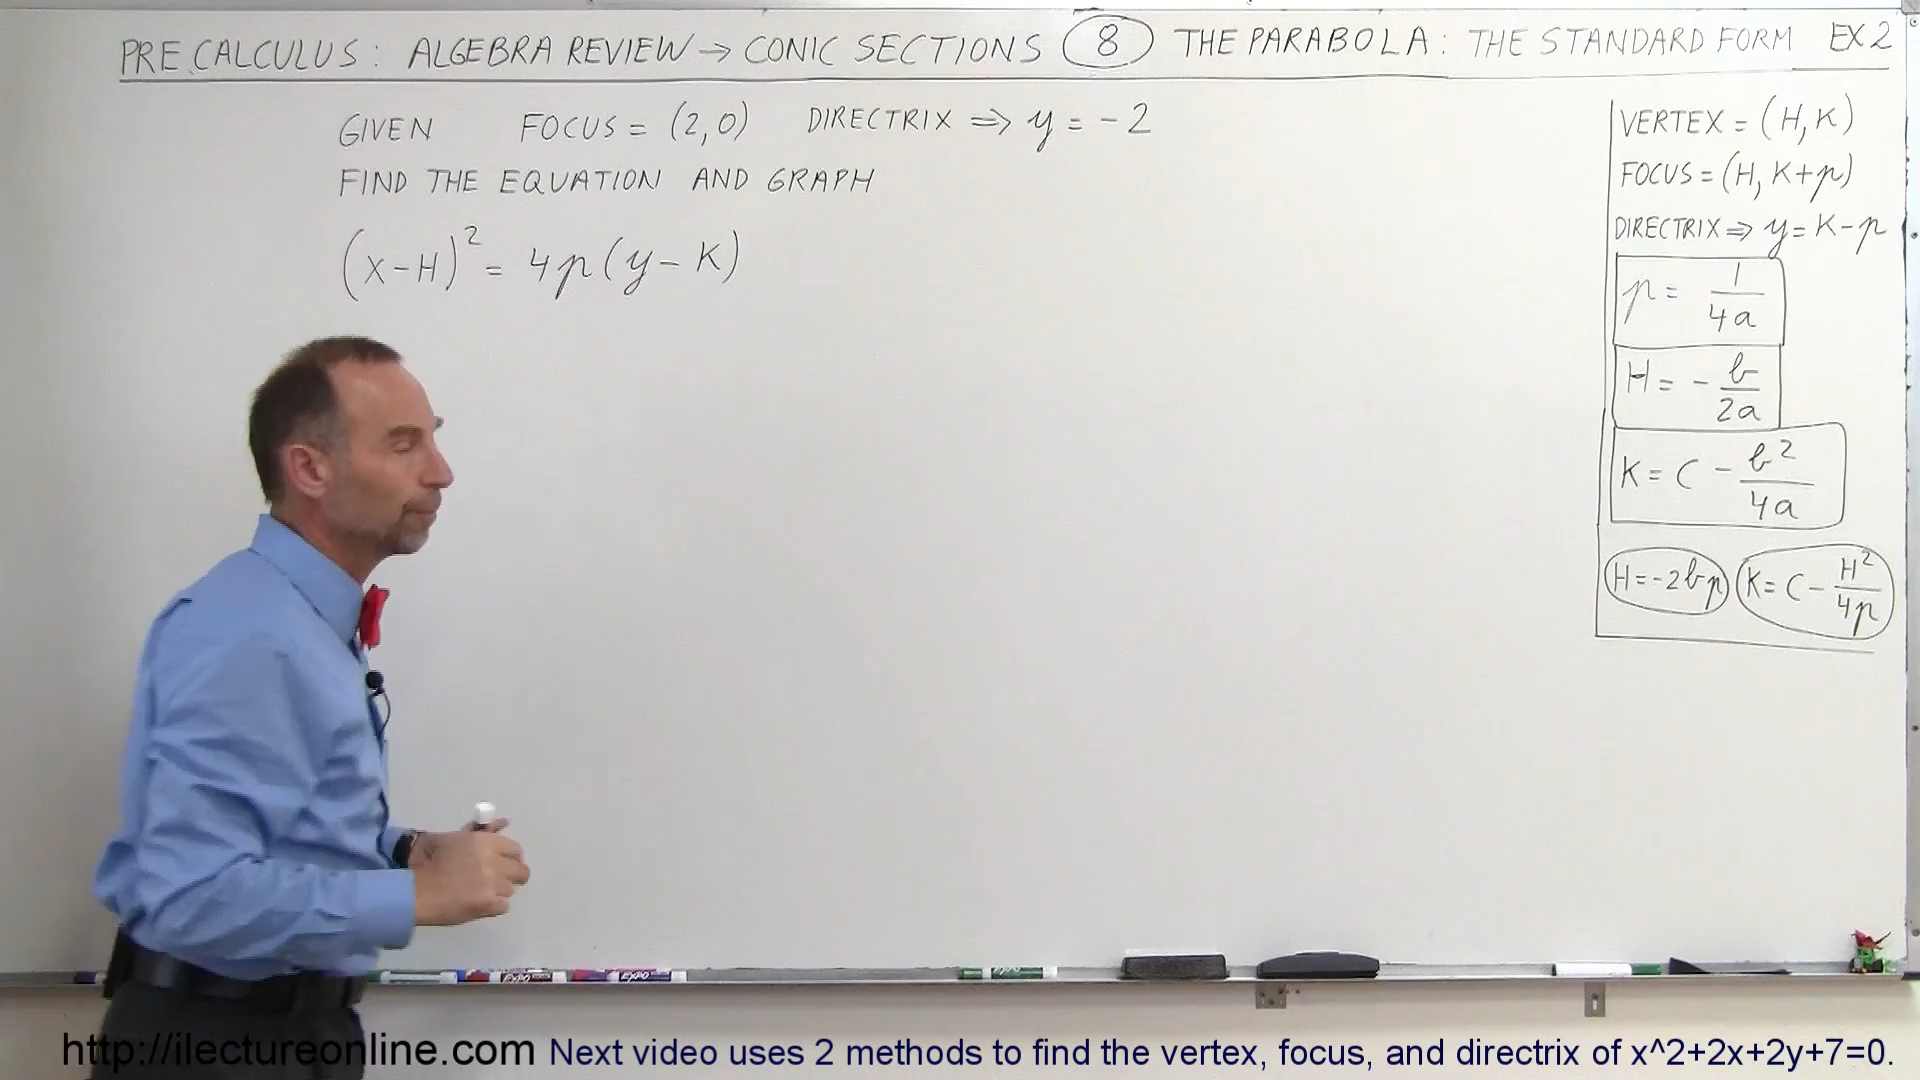 PRE CALCULUS: ALGEBRA REVIEW → CONIC SECTIONS 8 THE PARABOLA: THE STANDARD FORM EX 2
GIVEN FOCUS = (2,0) DIRECTRIX ⇒ y = -2
FIND THE EQUATION AND GRAPH
(x-H)² = 4p(y-K)
VERTEX = (H, K)
FOCUS = (H, K+p)
DIRECTRIX ⇒ y = K-p
p = 1/4a
H = - b/2a
K = C - b²/4a
H = -2bp K = C - H²/4p
EXPO EXPO
http://ilectureonline.com Next video uses 2 methods to find the vertex, focus, and directrix of x^2+2x+2y+7=0.